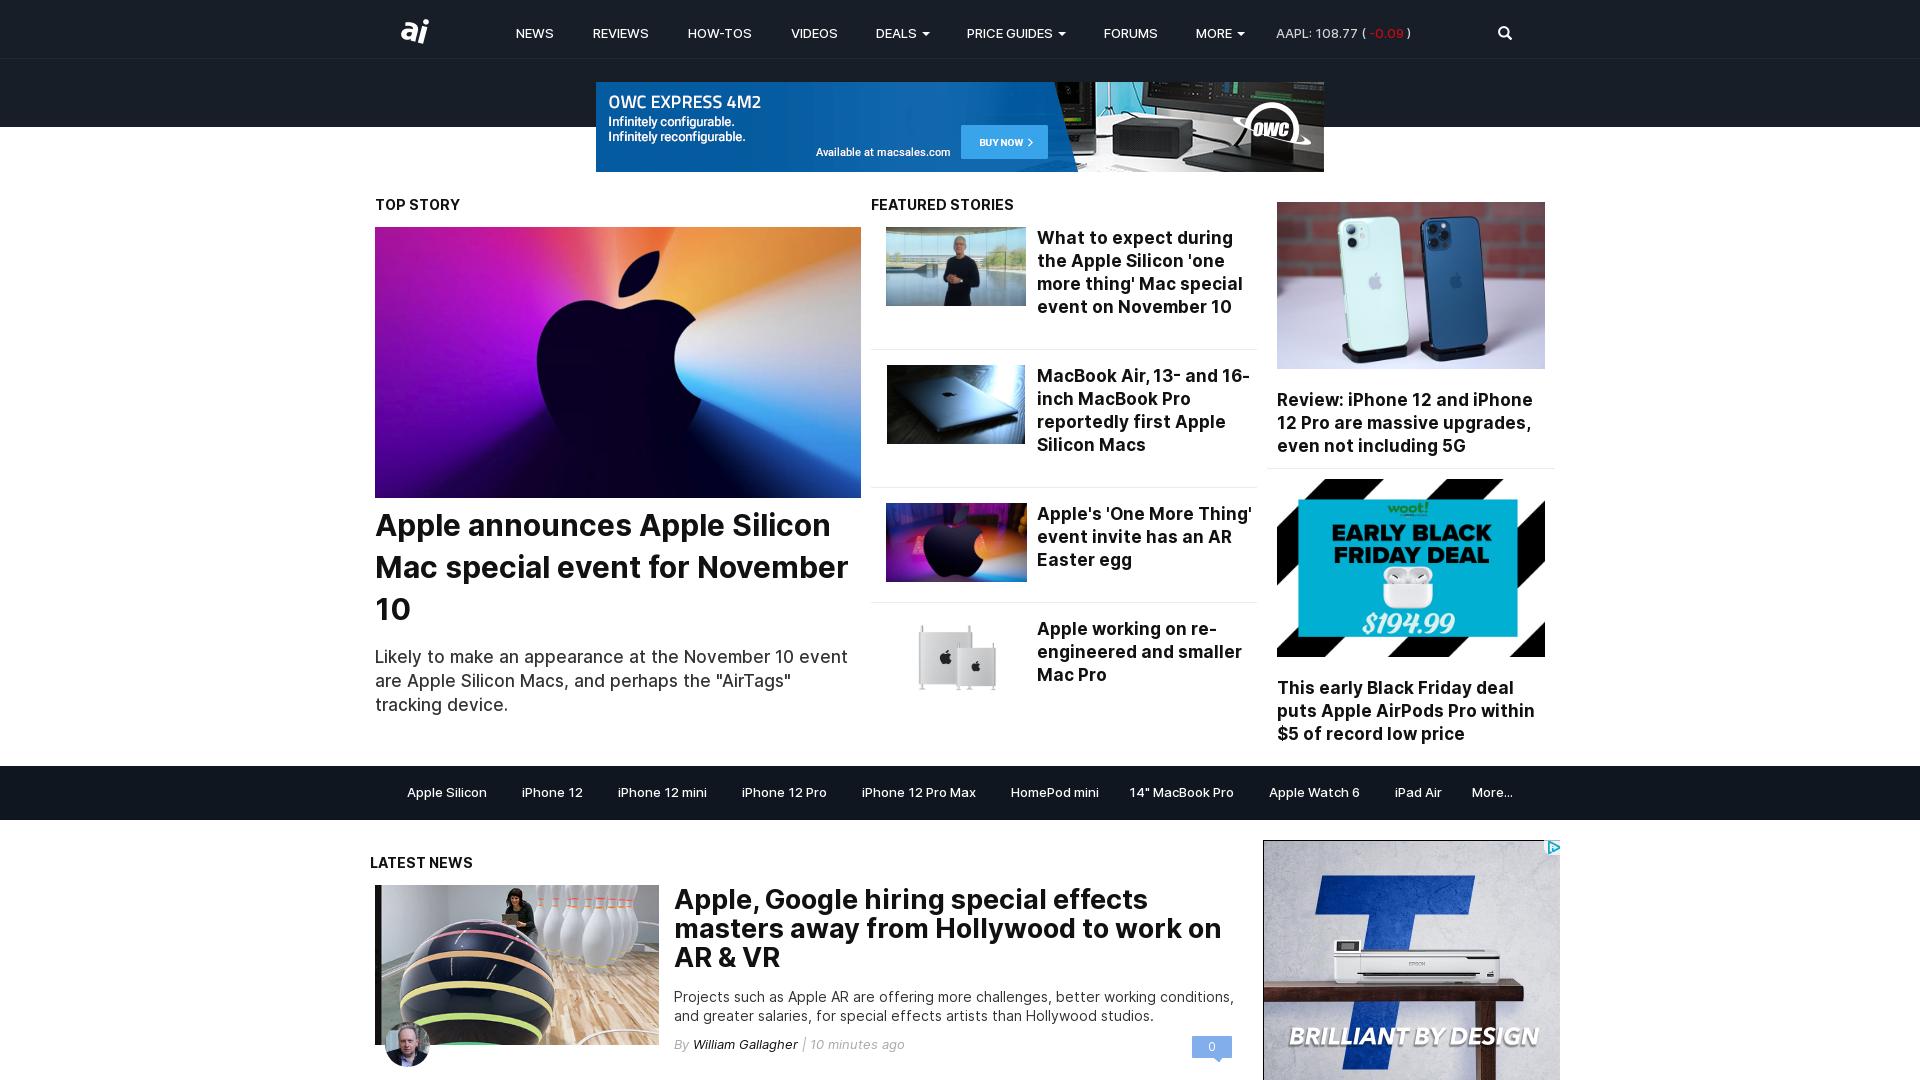 ai
NEWS
REVIEWS
HOW-TOS
VIDEOS
DEALS
PRICE GUIDES
FORUMS
MORE
AAPL: 108.77 ( -0.09 )
OWC EXPRESS 4M2
Infinitely configurable.
Infinitely reconfigurable.
Available at macsales.com
BUY NOW
OWC
TOP STORY
Apple announces Apple Silicon
Mac special event for November
10
Likely to make an appearance at the November 10 event
are Apple Silicon Macs, and perhaps the "AirTags"
tracking device.
FEATURED STORIES
What to expect during
the Apple Silicon 'one
more thing' Mac special
event on November 10
MacBook Air, 13- and 16-
inch MacBook Pro
reportedly first Apple
Silicon Macs
Apple's 'One More Thing'
event invite has an AR
Easter egg
Apple working on re-
engineered and smaller
Mac Pro
Review: iPhone 12 and iPhone
12 Pro are massive upgrades,
even not including 5G
woot!
EARLY BLACK
FRIDAY DEAL
$194.99
This early Black Friday deal
puts Apple AirPods Pro within
$5 of record low price
Apple Silicon
iPhone 12
iPhone 12 mini
iPhone 12 Pro
iPhone 12 Pro Max
HomePod mini
14" MacBook Pro
Apple Watch 6
iPad Air
More...
LATEST NEWS
Apple, Google hiring special effects
masters away from Hollywood to work on
AR & VR
Projects such as Apple AR are offering more challenges, better working conditions,
and greater salaries, for special effects artists than Hollywood studios.
By William Gallagher | 10 minutes ago
0
T
EPSON
BRILLIANT BY DESIGN